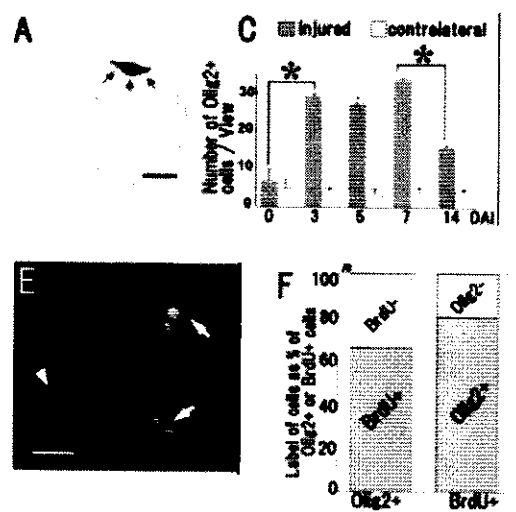 A
C injured contralateral
Number of Olig2+ cells / View
* *
30
20
10
0
0 3 5 7 14 DAI
E
F
Label of cells as % of
Olig2+ or BrdU+ cells
100
80
60
40
20
0
BrdU-
BrdU+
Olig2-
Olig2+
Olig2+ BrdU+